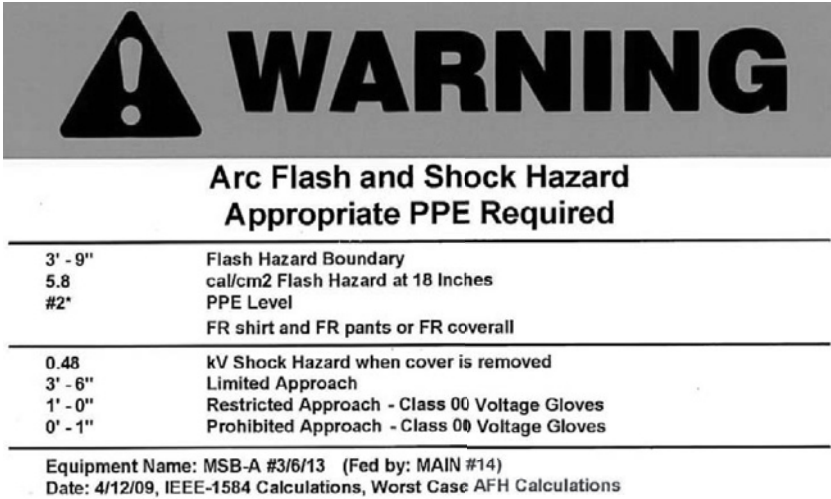 WARNING
Arc Flash and Shock Hazard
Appropriate PPE Required
3' - 9" Flash Hazard Boundary
5.8 cal/cm2 Flash Hazard at 18 Inches
#2* PPE Level
FR shirt and FR pants or FR coverall
0.48 kV Shock Hazard when cover is removed
3' - 6" Limited Approach
1' - 0" Restricted Approach - Class 00 Voltage Gloves
0' - 1" Prohibited Approach - Class 00 Voltage Gloves
Equipment Name: MSB-A #3/6/13 (Fed by: MAIN #14)
Date: 4/12/09, IEEE-1584 Calculations, Worst Case AFH Calculations